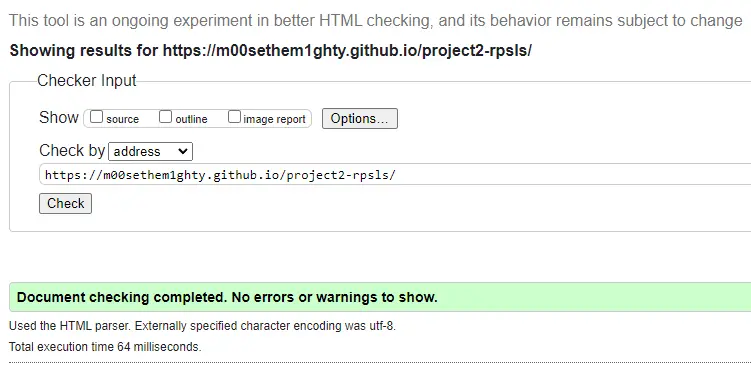 This tool is an ongoing experiment in better HTML checking, and its behavior remains subject to change
Showing results for https://m00sethem1ghty.github.io/project2-rpsls/
Checker Input
Show source outline image report Options...
Check by address
https://m00sethem1ghty.github.io/project2-rpsls/
Check
Document checking completed. No errors or warnings to show.
Used the HTML parser. Externally specified character encoding was utf-8.
Total execution time 64 milliseconds.